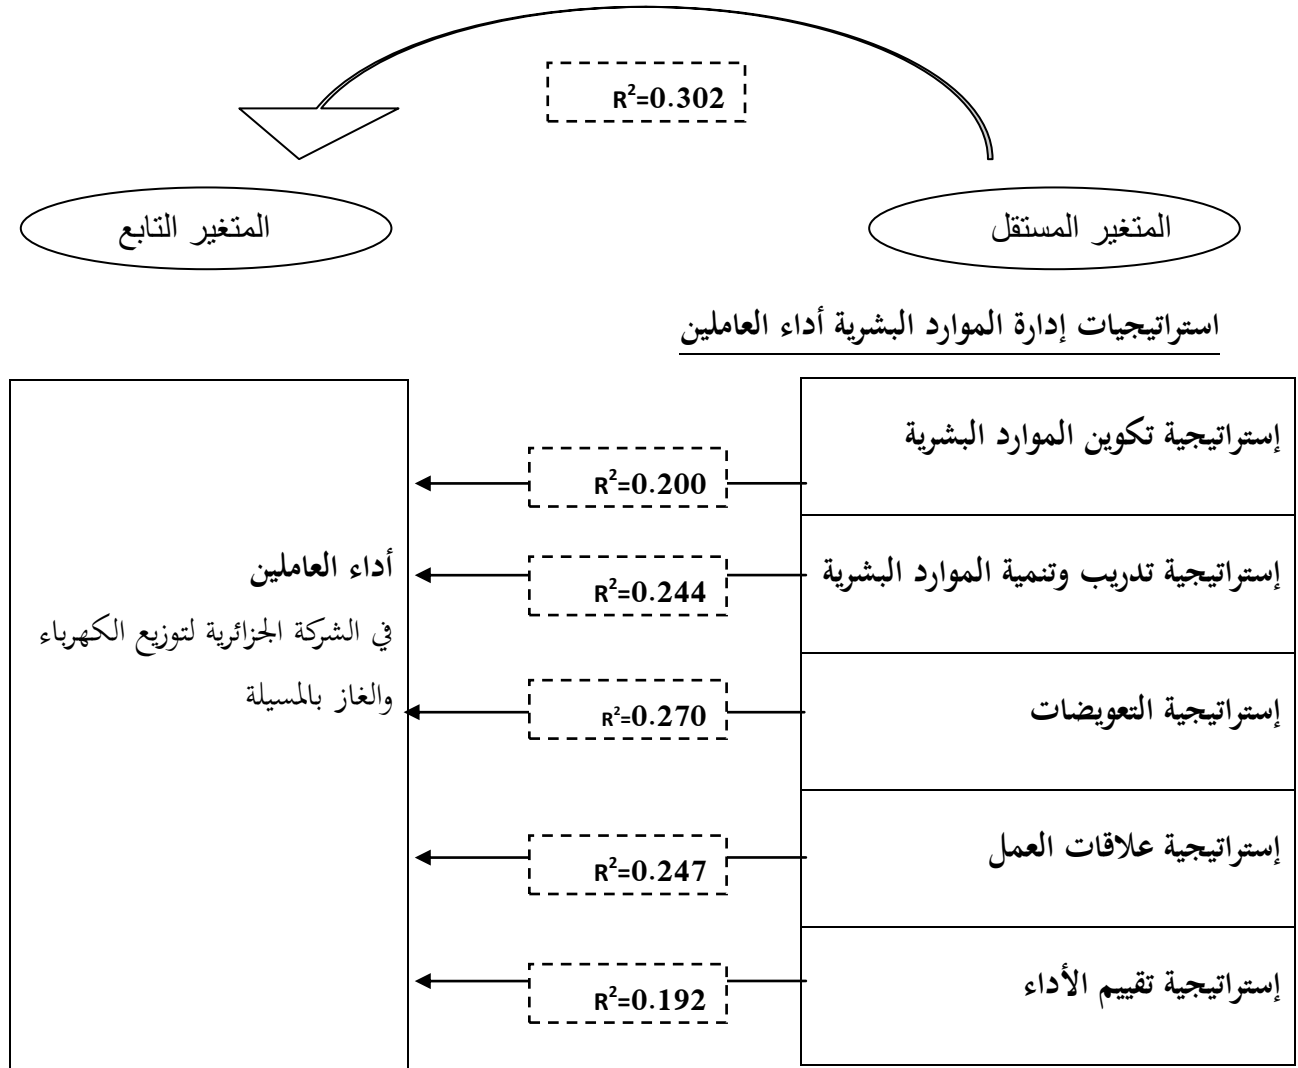 R²=0.302
المتغير المستقل
المتغير التابع
استراتيجيات إدارة الموارد البشرية أداء العاملين
إستراتيجية تكوين الموارد البشرية
R²=0.200
إستراتيجية تدريب وتنمية الموارد البشرية
R²=0.244
إستراتيجية التعويضات
R²=0.270
إستراتيجية علاقات العمل
R²=0.247
إستراتيجية تقييم الأداء
R²=0.192
أداء العاملين
في الشركة الجزائرية لتوزيع الكهرباء
والغاز بالمسيلة